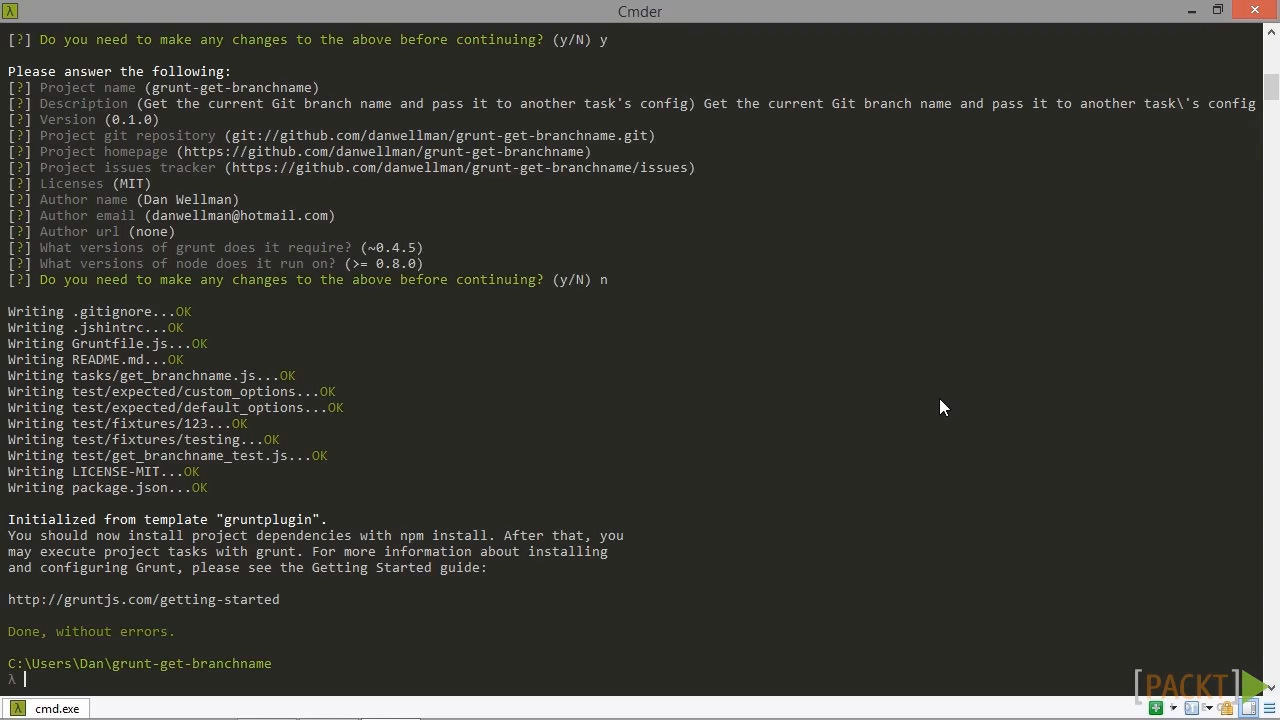 λ
Cmder
[?] Do you need to make any changes to the above before continuing? (y/N) y
Please answer the following:
[?] Project name (grunt-get-branchname)
[?] Description (Get the current Git branch name and pass it to another task's config) Get the current Git branch name and pass it to another task\'s config
[?] Version (0.1.0)
[?] Project git repository (git://github.com/danwellman/grunt-get-branchname.git)
[?] Project homepage (https://github.com/danwellman/grunt-get-branchname)
[?] Project issues tracker (https://github.com/danwellman/grunt-get-branchname/issues)
[?] Licenses (MIT)
[?] Author name (Dan Wellman)
[?] Author email (danwellman@hotmail.com)
[?] Author url (none)
[?] What versions of grunt does it require? (~0.4.5)
[?] What versions of node does it run on? (>= 0.8.0)
[?] Do you need to make any changes to the above before continuing? (y/N) n
Writing .gitignore...OK
Writing .jshintrc...OK
Writing Gruntfile.js...OK
Writing README.md...OK
Writing tasks/get_branchname.js...OK
Writing test/expected/custom_options...OK
Writing test/expected/default_options...OK
Writing test/fixtures/123...OK
Writing test/fixtures/testing...OK
Writing test/get_branchname_test.js...OK
Writing LICENSE-MIT...OK
Writing package.json...OK
Initialized from template "gruntplugin".
You should now install project dependencies with npm install. After that, you
may execute project tasks with grunt. For more information about installing
and configuring Grunt, please see the Getting Started guide:
http://gruntjs.com/getting-started
Done, without errors.
C:\Users\Dan\grunt-get-branchname
λ
[PACKT]
λ cmd.exe